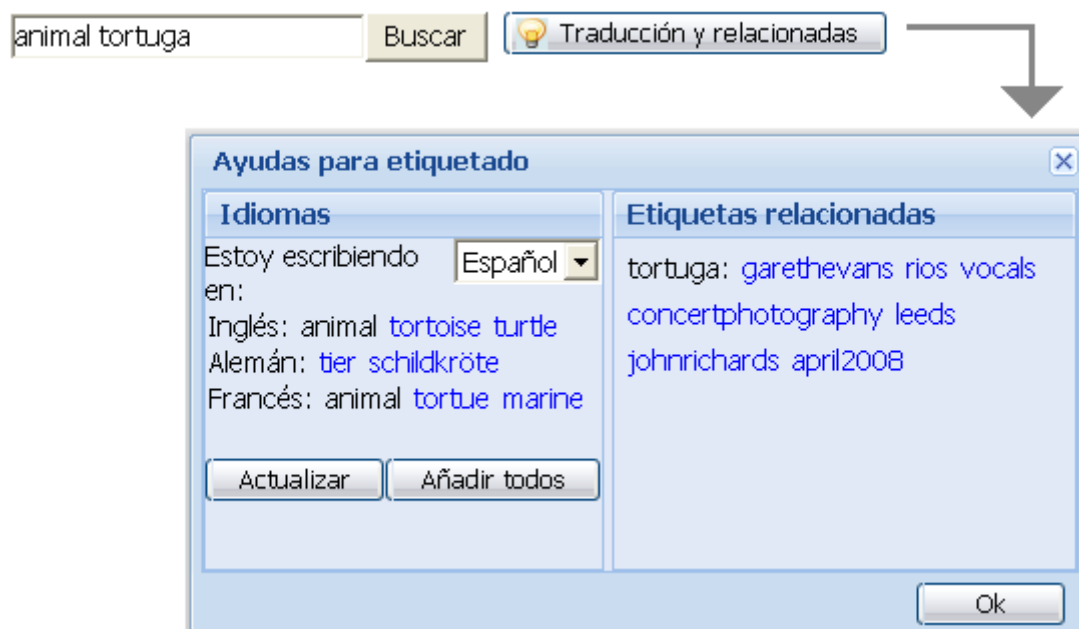 animal tortuga Buscar Traducción y relacionadas
Ayudas para etiquetado
Idiomas
Estoy escribiendo en: Español
Inglés: animal tortoise turtle
Alemán: tier schildkröte
Francés: animal tortue marine
Actualizar Añadir todos
Etiquetas relacionadas
tortuga: garethevans rios vocals
concertphotography leeds
johnrichards april2008
Ok